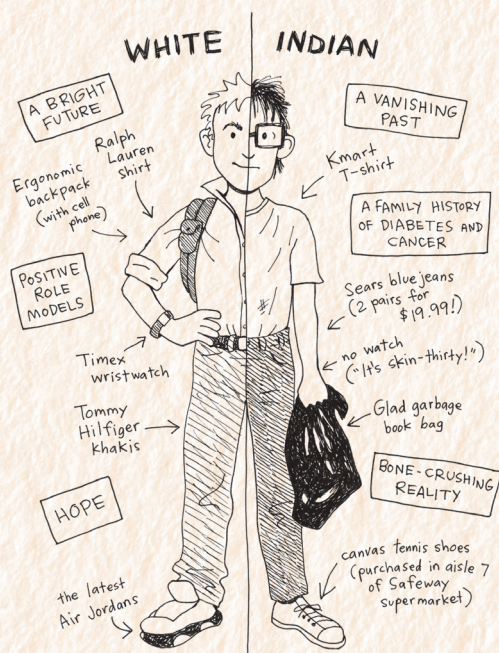 WHITE
INDIAN
A BRIGHT
FUTURE
Ralph
Lauren
shirt
Ergonomic
backpack
(with cell
phone)
POSITIVE
ROLE
MODELS
Timex
wristwatch
Tommy
Hilfiger
khakis
HOPE
the latest
Air Jordans
A VANISHING
PAST
Kmart
T-shirt
A FAMILY HISTORY
OF DIABETES AND
CANCER
Sears blue jeans
(2 pairs for
$19.99!)
no watch
("It's skin-thirty!")
Glad garbage
book bag
BONE-CRUSHING
REALITY
canvas tennis shoes
(purchased in aisle 7
of Safeway
supermarket)